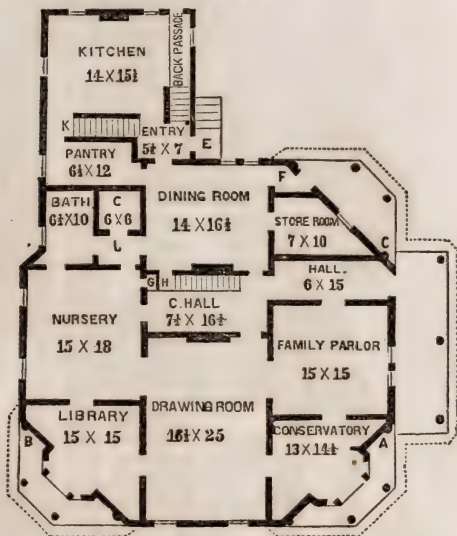 KITCHEN
14 X 15½
BACK PASSAGE
K
ENTRY
5½ X 7
E
PANTRY
6½ X 12
BATH
6½ X 10
C
6 X 6
L
DINING ROOM
14 X 16½
F
STORE ROOM
7 X 10
C
HALL.
6 X 15
G
H
C. HALL
7½ X 16½
NURSERY
15 X 18
FAMILY PARLOR
15 X 15
LIBRARY
15 X 15
B
DRAWING ROOM
16½ X 25
CONSERVATORY
13 X 14½
A